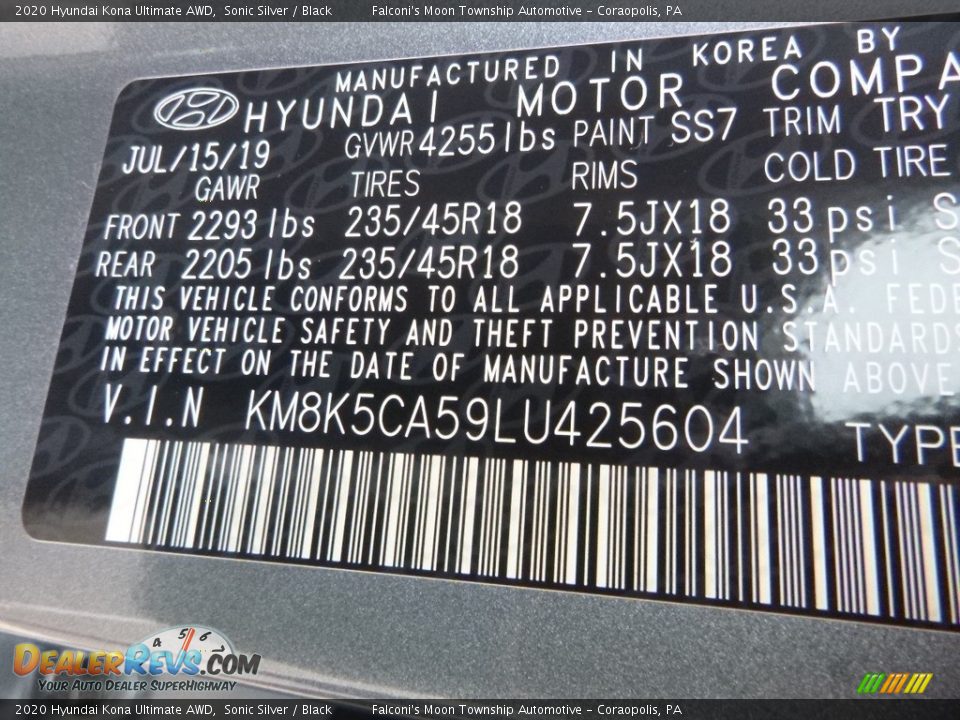 2020 Hyundai Kona Ultimate AWD, Sonic Silver / Black Falconi's Moon Township Automotive – Coraopolis, PA
MANUFACTURED IN KOREA BY
HYUNDAI MOTOR COMPA
JUL/15/19 GVWR 4255 lbs PAINT SS7 TRIM TRY
GAWR TIRES RIMS COLD TIRE
FRONT 2293 lbs 235/45R18 7.5JX18 33 psi S
REAR 2205 lbs 235/45R18 7.5JX18 33 psi S
THIS VEHICLE CONFORMS TO ALL APPLICABLE U.S.A. FEDE
MOTOR VEHICLE SAFETY AND THEFT PREVENTION STANDARDS
IN EFFECT ON THE DATE OF MANUFACTURE SHOWN ABOVE
V.I.N KM8K5CA59LU425604 TYPE
4 5 6
DealerRevs.com
Your Auto Dealer SuperHighway
2020 Hyundai Kona Ultimate AWD, Sonic Silver / Black Falconi's Moon Township Automotive – Coraopolis, PA